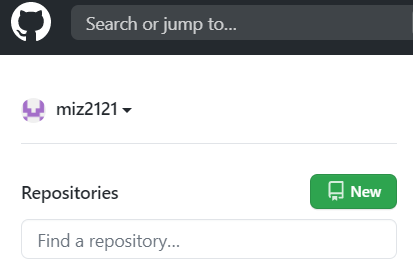 Search or jump to...
miz2121
Repositories
New
Find a repository...